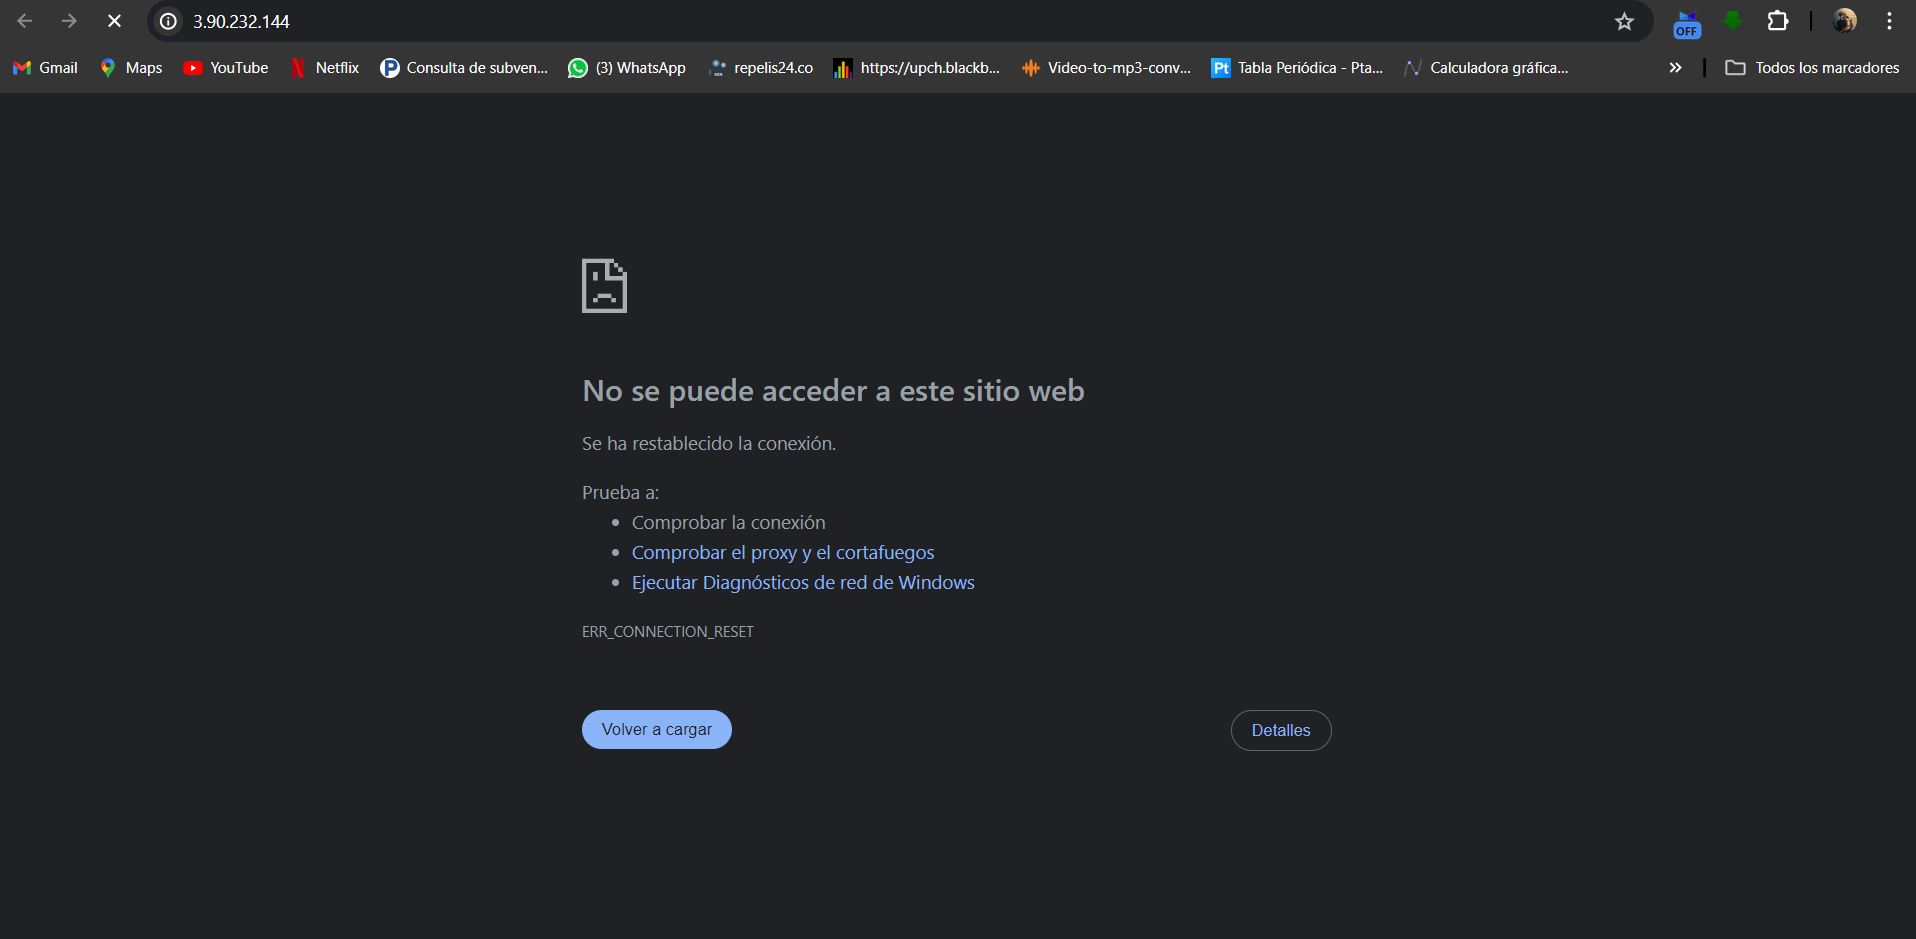 3.90.232.144
OFF
Gmail
Maps
YouTube
Netflix
P Consulta de subven...
(3) WhatsApp
repelis24.co
https://upch.blackb...
Video-to-mp3-conv...
Pt Tabla Periódica - Pta...
Calculadora gráfica...
»
Todos los marcadores
No se puede acceder a este sitio web
Se ha restablecido la conexión.
Prueba a:
• Comprobar la conexión
• Comprobar el proxy y el cortafuegos
• Ejecutar Diagnósticos de red de Windows
ERR_CONNECTION_RESET
Volver a cargar
Detalles